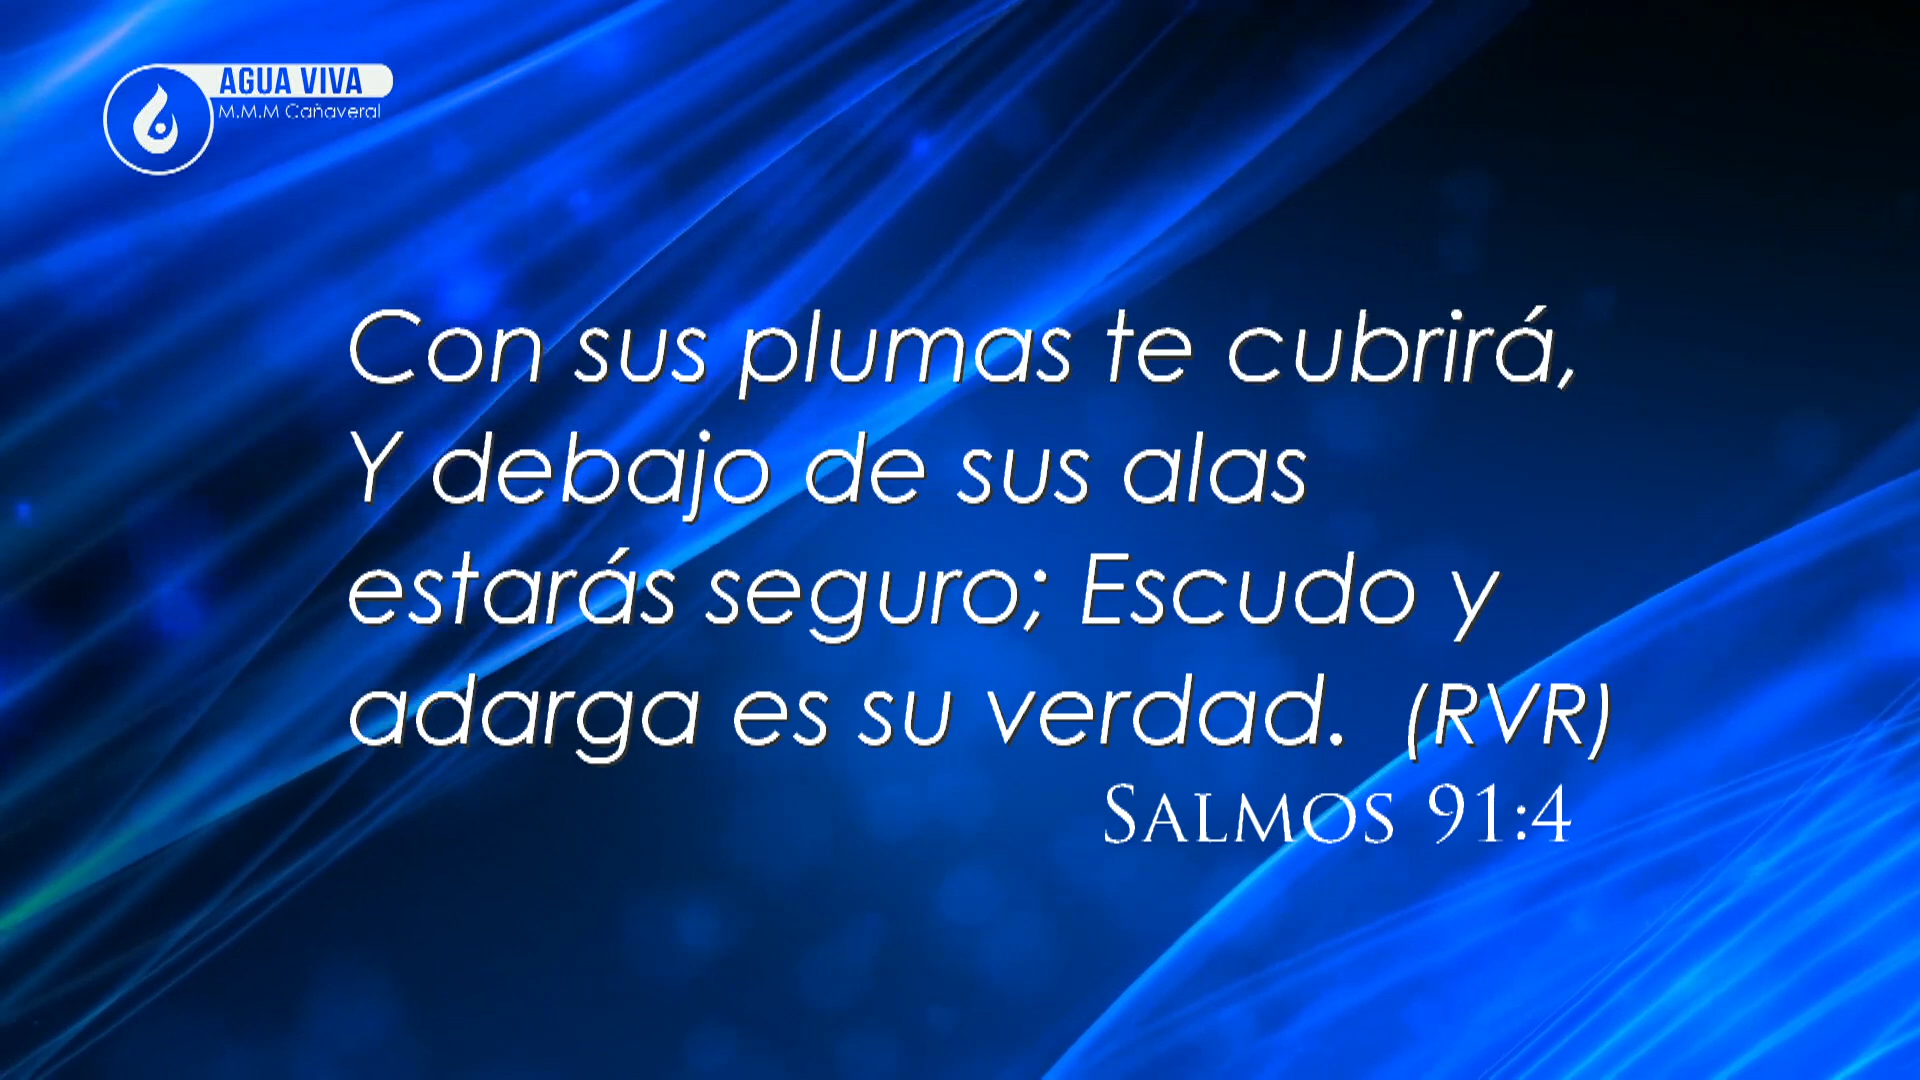 AGUA VIVA
M.M.M Cañaveral
Con sus plumas te cubrirá,
Y debajo de sus alas
estarás seguro; Escudo y
adarga es su verdad. (RVR)
SALMOS 91:4